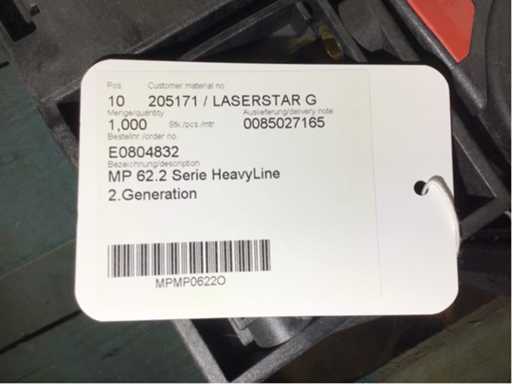 Pos. Customer material no.
10 205171 / LASERSTAR G
Menge/quantity Auslieferung/delivery note
1,000 Stk./pcs./mtr 0085027165
Bestellnr./order no.
E0804832
Bezeichnung/description
MP 62.2 Serie HeavyLine
2.Generation
MPMP0622O